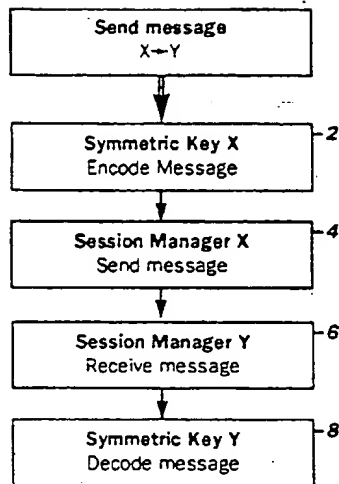 Send message
X→Y
Symmetric Key X
Encode Message
2
Session Manager X
Send message
4
Session Manager Y
Receive message
6
Symmetric Key Y
Decode message
8